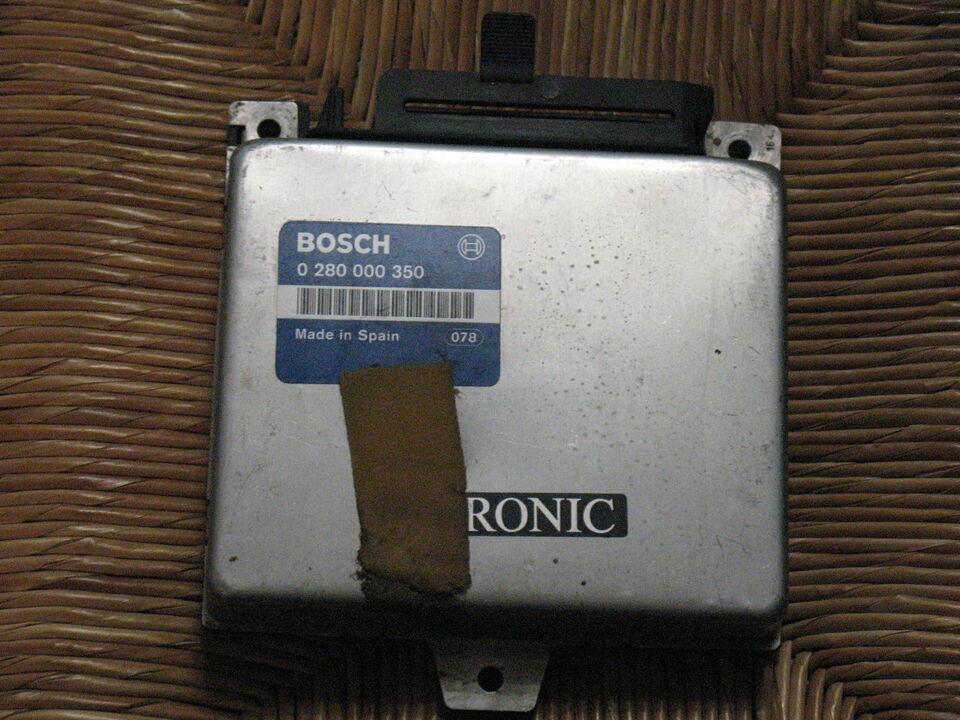 BOSCH
0 280 000 350
Made in Spain 078
RONIC